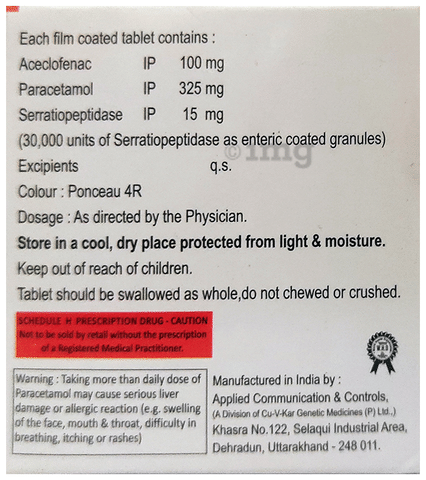 Each film coated tablet contains :
Aceclofenac IP 100 mg
Paracetamol IP 325 mg
Serratiopeptidase IP 15 mg
(30,000 units of Serratiopeptidase as enteric coated granules)
Excipients q.s.
Colour : Ponceau 4R
Dosage : As directed by the Physician.
Store in a cool, dry place protected from light & moisture.
Keep out of reach of children.
Tablet should be swallowed as whole,do not chewed or crushed.
SCHEDULE H PRESCRIPTION DRUG - CAUTION
Not to be sold by retail without the prescription
of a Registered Medical Practitioner.
Warning : Taking more than daily dose of
Paracetamol may cause serious liver
damage or allergic reaction (e.g. swelling
of the face, mouth & throat, difficulty in
breathing, itching or rashes)
Manufactured in India by :
Applied Communication & Controls,
(A Division of Cu-V-Kar Genetic Medicines (P) Ltd.,)
Khasra No.122, Selaqui Industrial Area,
Dehradun, Uttarakhand - 248 011.